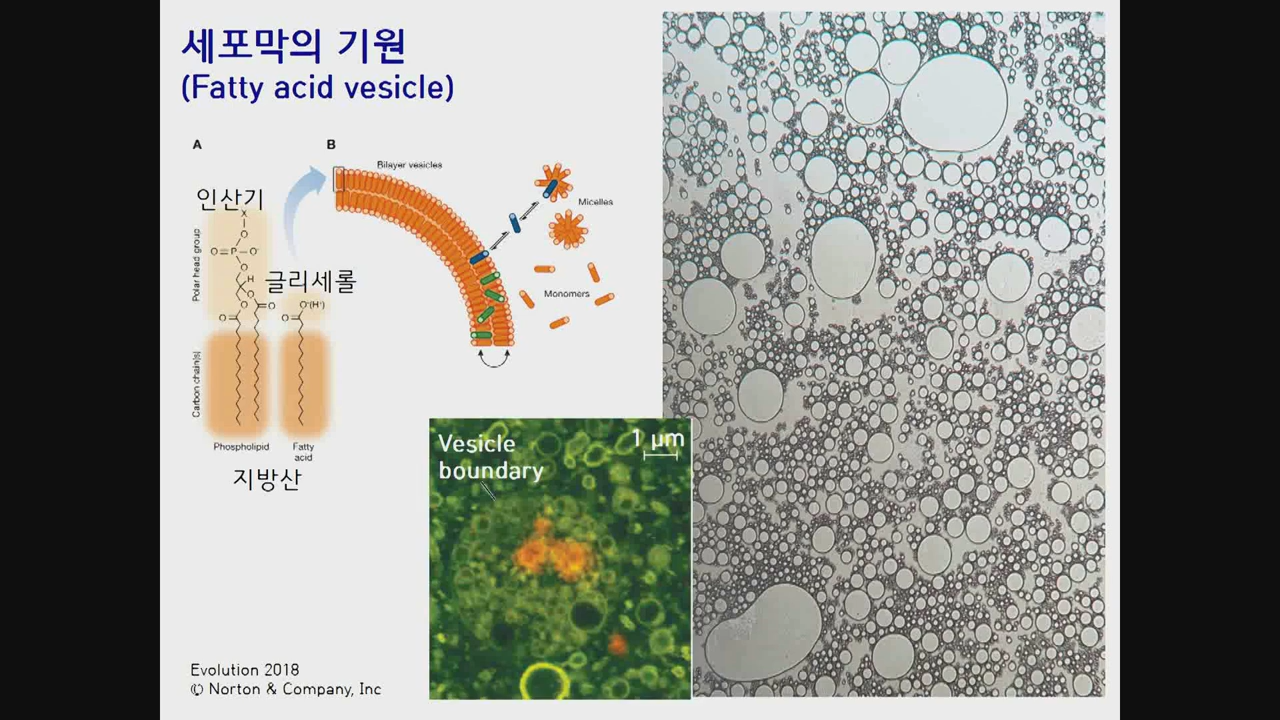 세포막의 기원
(Fatty acid vesicle)
A
B
Bilayer vesicles
인산기
Micelles
Polar head group
X
O
O=P—O⁻
O
H
글리세롤
O
O
O
O⁻(H⁺)
O
O
Monomers
Carbon chain(s)
Phospholipid
Fatty
acid
지방산
Vesicle
boundary
1 µm
Evolution 2018
© Norton & Company, Inc